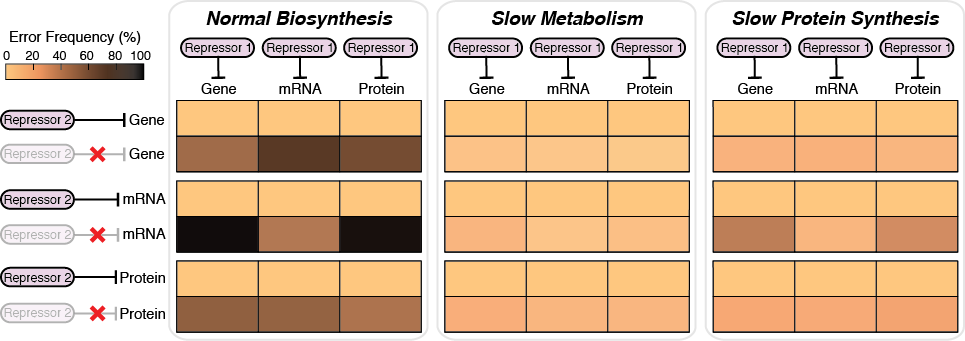 Normal Biosynthesis
Slow Metabolism
Slow Protein Synthesis
Error Frequency (%)
0 20 40 60 80 100
Repressor 1 Repressor 1 Repressor 1
Repressor 1 Repressor 1 Repressor 1
Repressor 1 Repressor 1 Repressor 1
Gene mRNA Protein
Gene mRNA Protein
Gene mRNA Protein
Repressor 2 Gene
Repressor 2 Gene
Repressor 2 mRNA
Repressor 2 mRNA
Repressor 2 Protein
Repressor 2 Protein